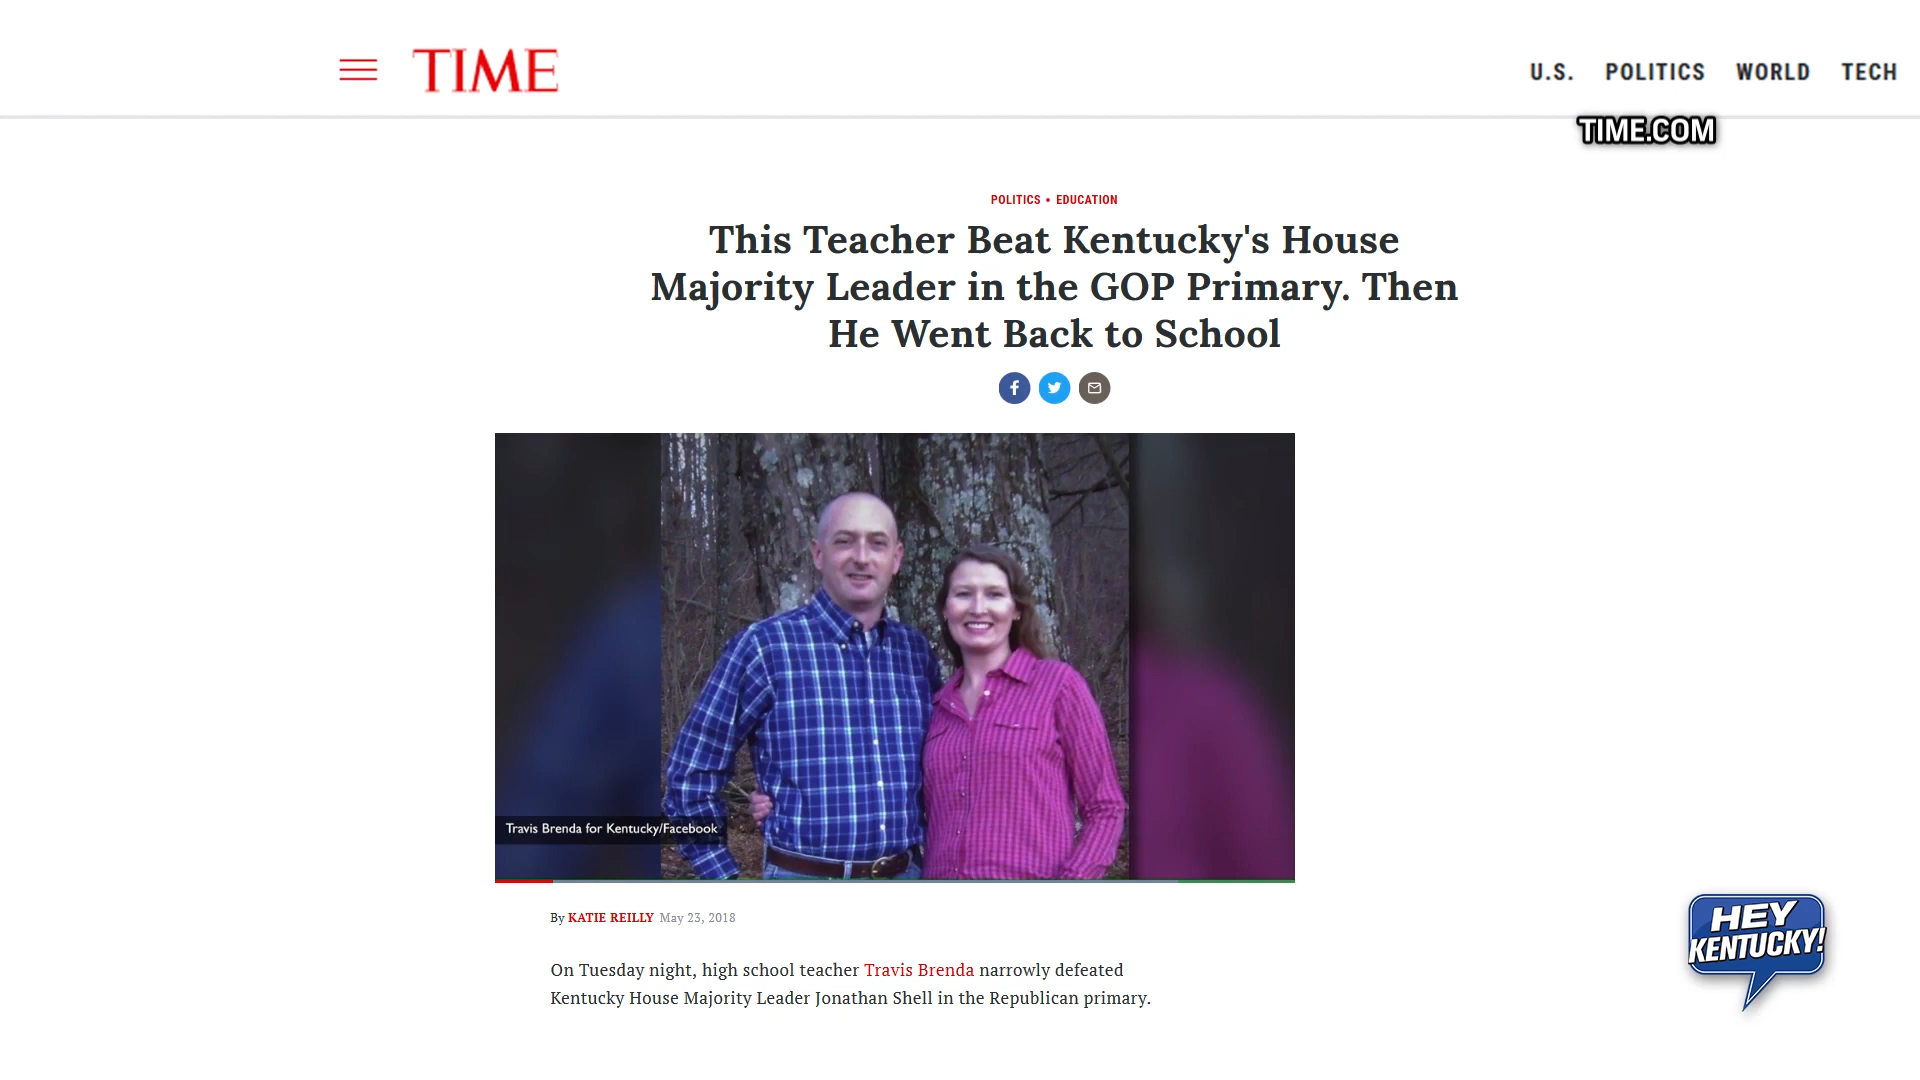 TIME
U.S. POLITICS WORLD TECH
TIME.COM
POLITICS • EDUCATION
This Teacher Beat Kentucky's House
Majority Leader in the GOP Primary. Then
He Went Back to School
Travis Brenda for Kentucky/Facebook
By KATIE REILLY May 23, 2018
On Tuesday night, high school teacher Travis Brenda narrowly defeated
Kentucky House Majority Leader Jonathan Shell in the Republican primary.
HEY
KENTUCKY!